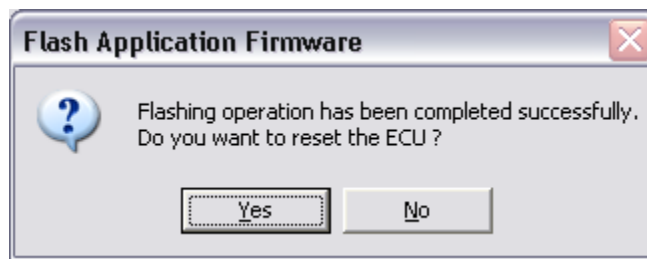 Flash Application Firmware
Flashing operation has been completed successfully.
Do you want to reset the ECU ?
Yes No